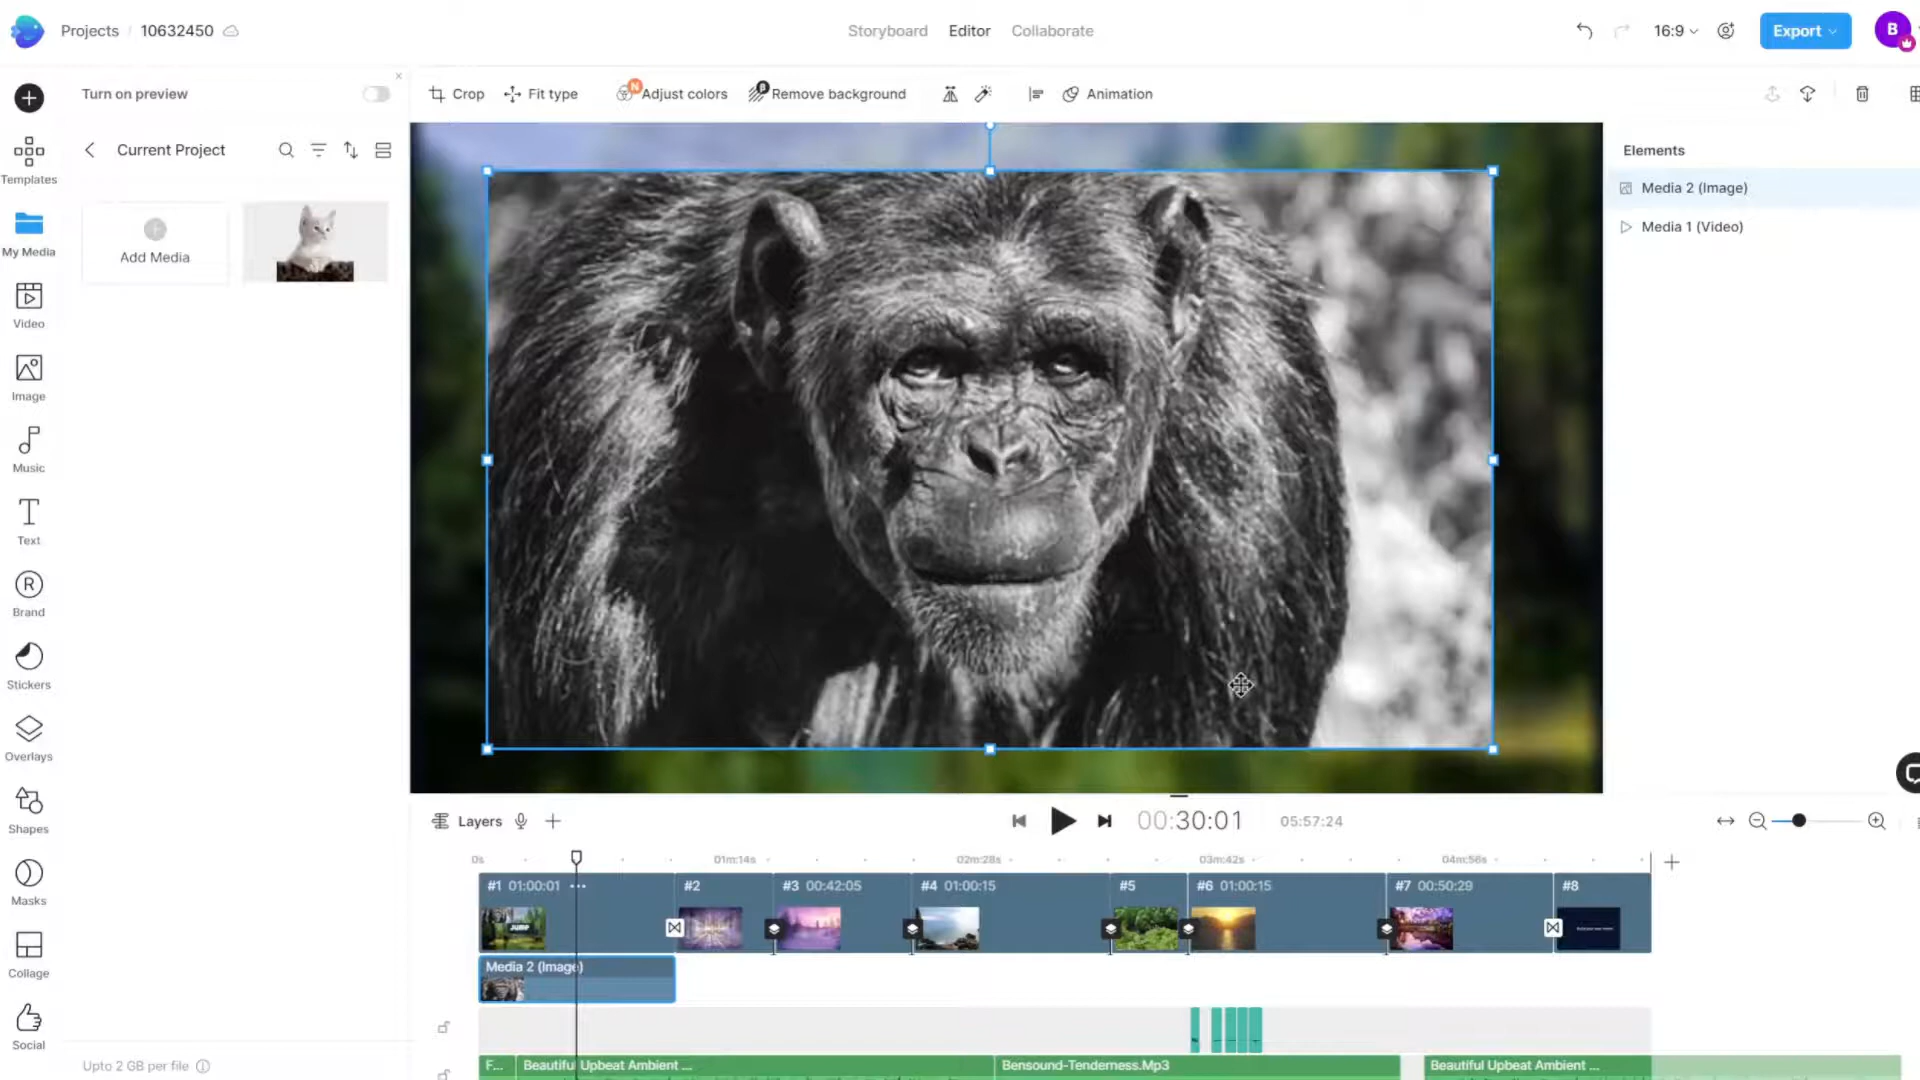 Projects / 10632450
Storyboard Editor Collaborate
16:9
Export
B
Turn on preview
Crop Fit type Adjust colors Remove background Animation
N
Current Project
Add Media
Templates
My Media
Video
Image
Music
Text
R
Brand
Stickers
Overlays
Shapes
Masks
Collage
Social
Upto 2 GB per file
Elements
Media 2 (Image)
Media 1 (Video)
Layers
00:30:01 05:57:24
0s 01m:14s 02m:28s 03m:42s 04m:56s
#1 01:00:01 ••• #2 #3 00:42:05 #4 01:00:15 #5 #6 01:00:15 #7 00:50:29 #8
JUMP
Media 2 (Image)
F... Beautiful Upbeat Ambient ... Bensound-Tenderness.Mp3 Beautiful Upbeat Ambient ...